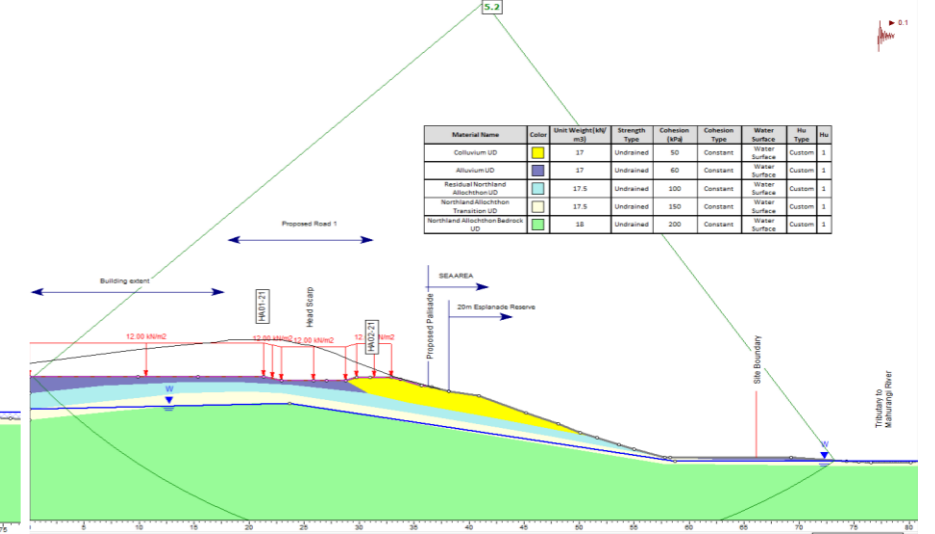 5.2
0.1
Material Name Color Unit Weight(kN/m3) Strength Type Cohesion (kPa) Cohesion Type Water Surface Hu Type Hu
Colluvium UD 17 Undrained 50 Constant Water Surface Custom 1
Alluvium UD 17 Undrained 60 Constant Water Surface Custom 1
Residual Northland Allochthon UD 17.5 Undrained 100 Constant Water Surface Custom 1
Northland Allochthon Transition UD 17.5 Undrained 150 Constant Water Surface Custom 1
Northland Allochthon Bedrock UD 18 Undrained 200 Constant Water Surface Custom 1
Proposed Road 1
Building extent
SEA AREA
20m Esplanade Reserve
HA01-21
Head Scarp
HA02-21
Proposed Palisade
Site Boundary
Tributary to
Mahurangi River
12.00 kN/m2
12.00 kN/m2
12.00 kN/m2
W
W
75 5 10 15 20 25 30 35 40 45 50 55 60 65 70 75 80